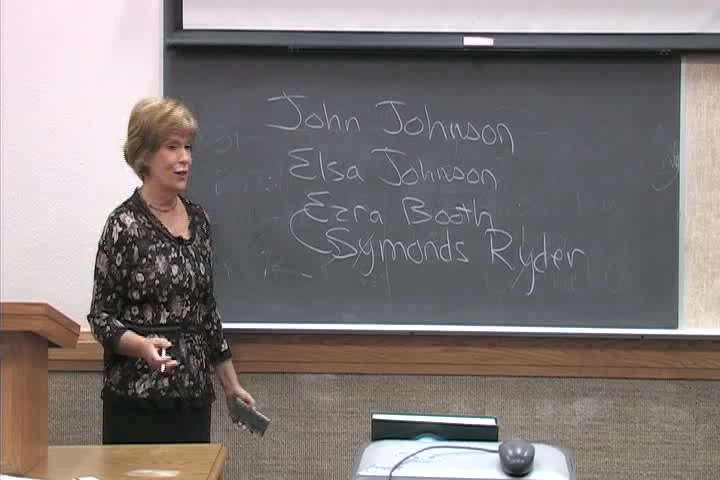 John Johnson
Elsa Johnson
Ezra Booth
Symonds Ryder